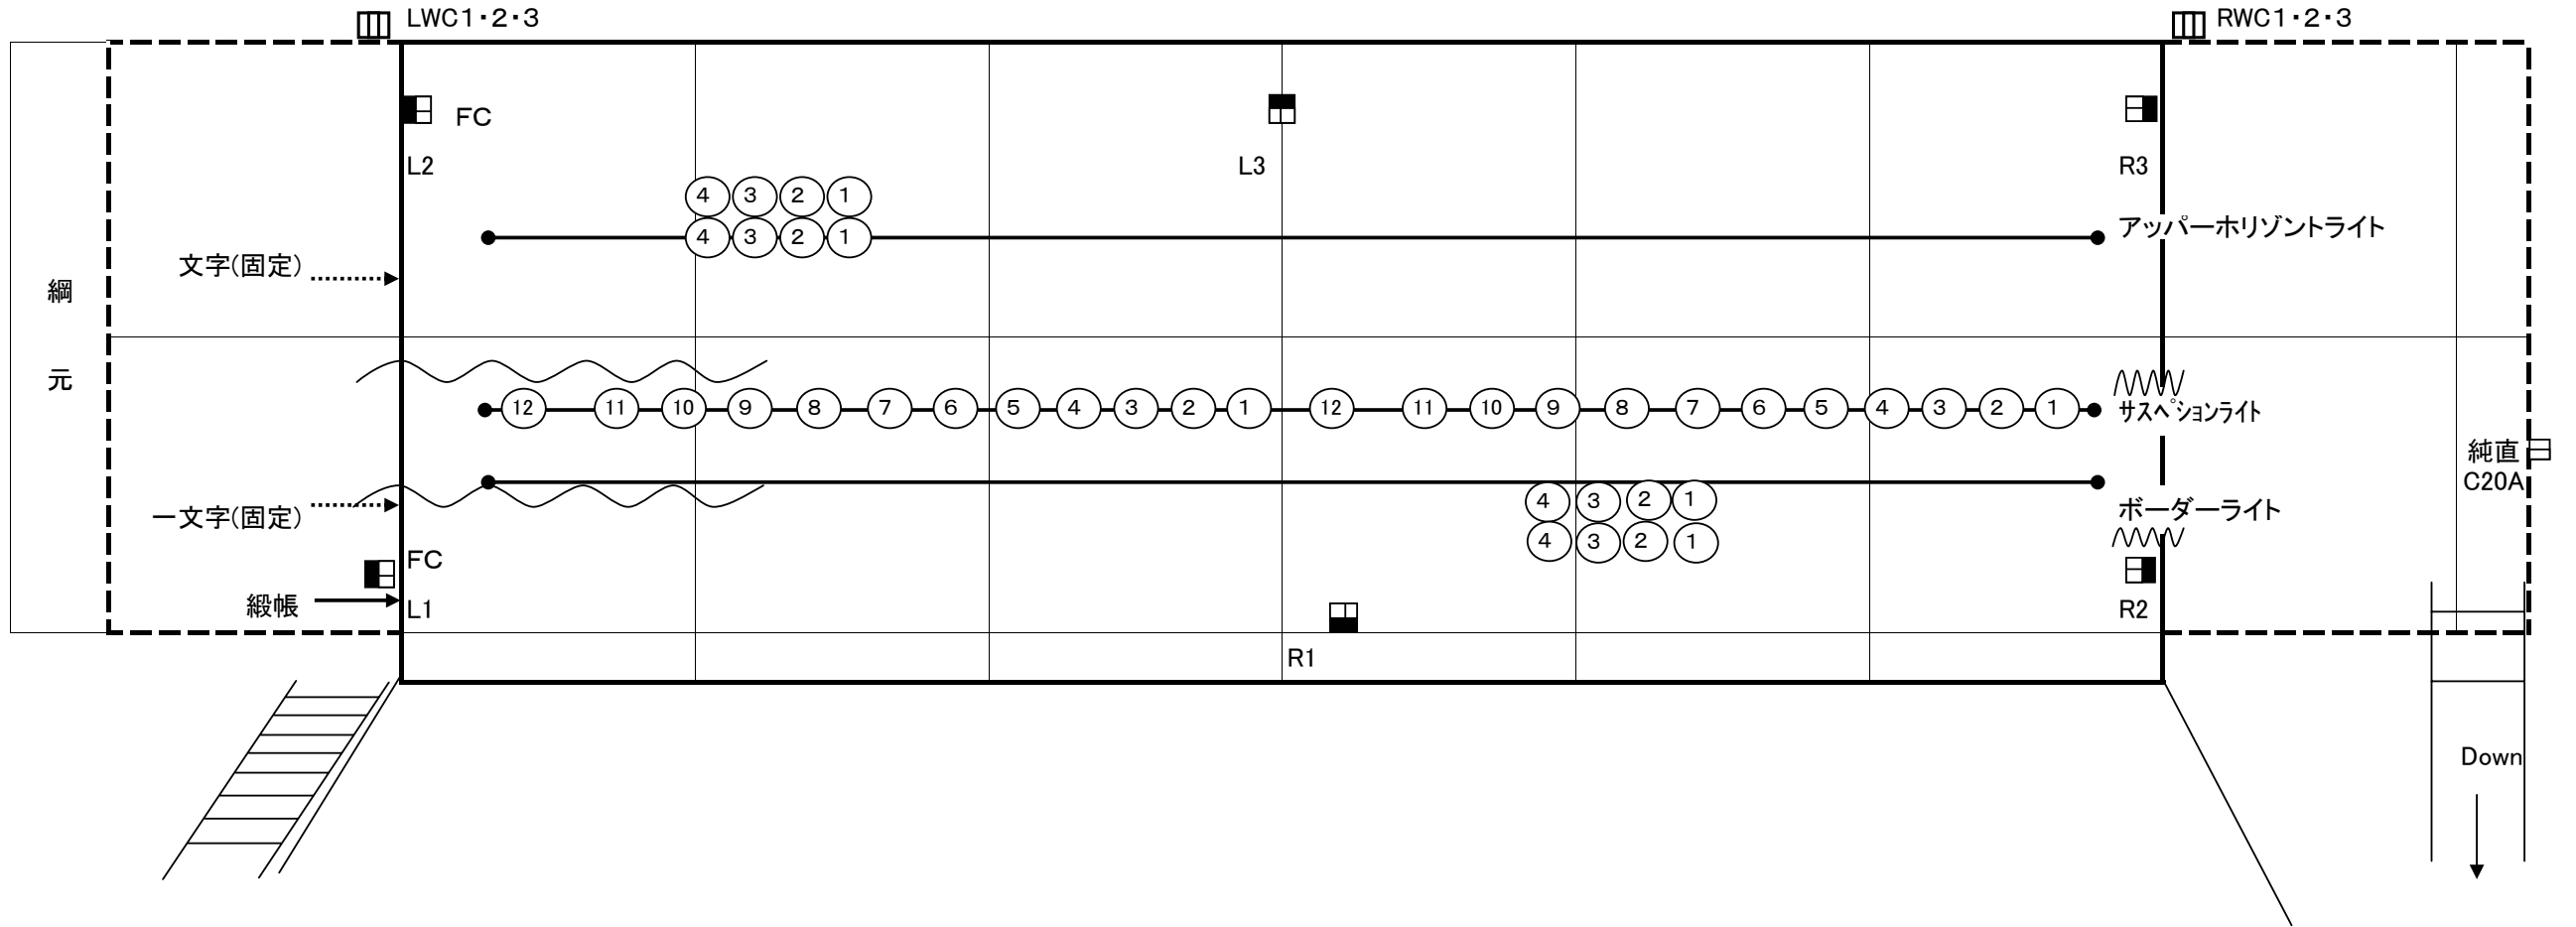 LWC1・2・3
RWC1・2・3
FC
L2
L3
R3
4 3 2 1
アッパーホリゾントライト
4 3 2 1
文字(固定)
綱
元
12 11 10 9 8 7 6 5 4 3 2 1 12 11 10 9 8 7 6 5 4 3 2 1
サスペションライト
純直
C20A
4 3 2 1
ボーダーライト
一文字(固定)
4 3 2 1
FC
緞帳
L1
R2
R1
Down